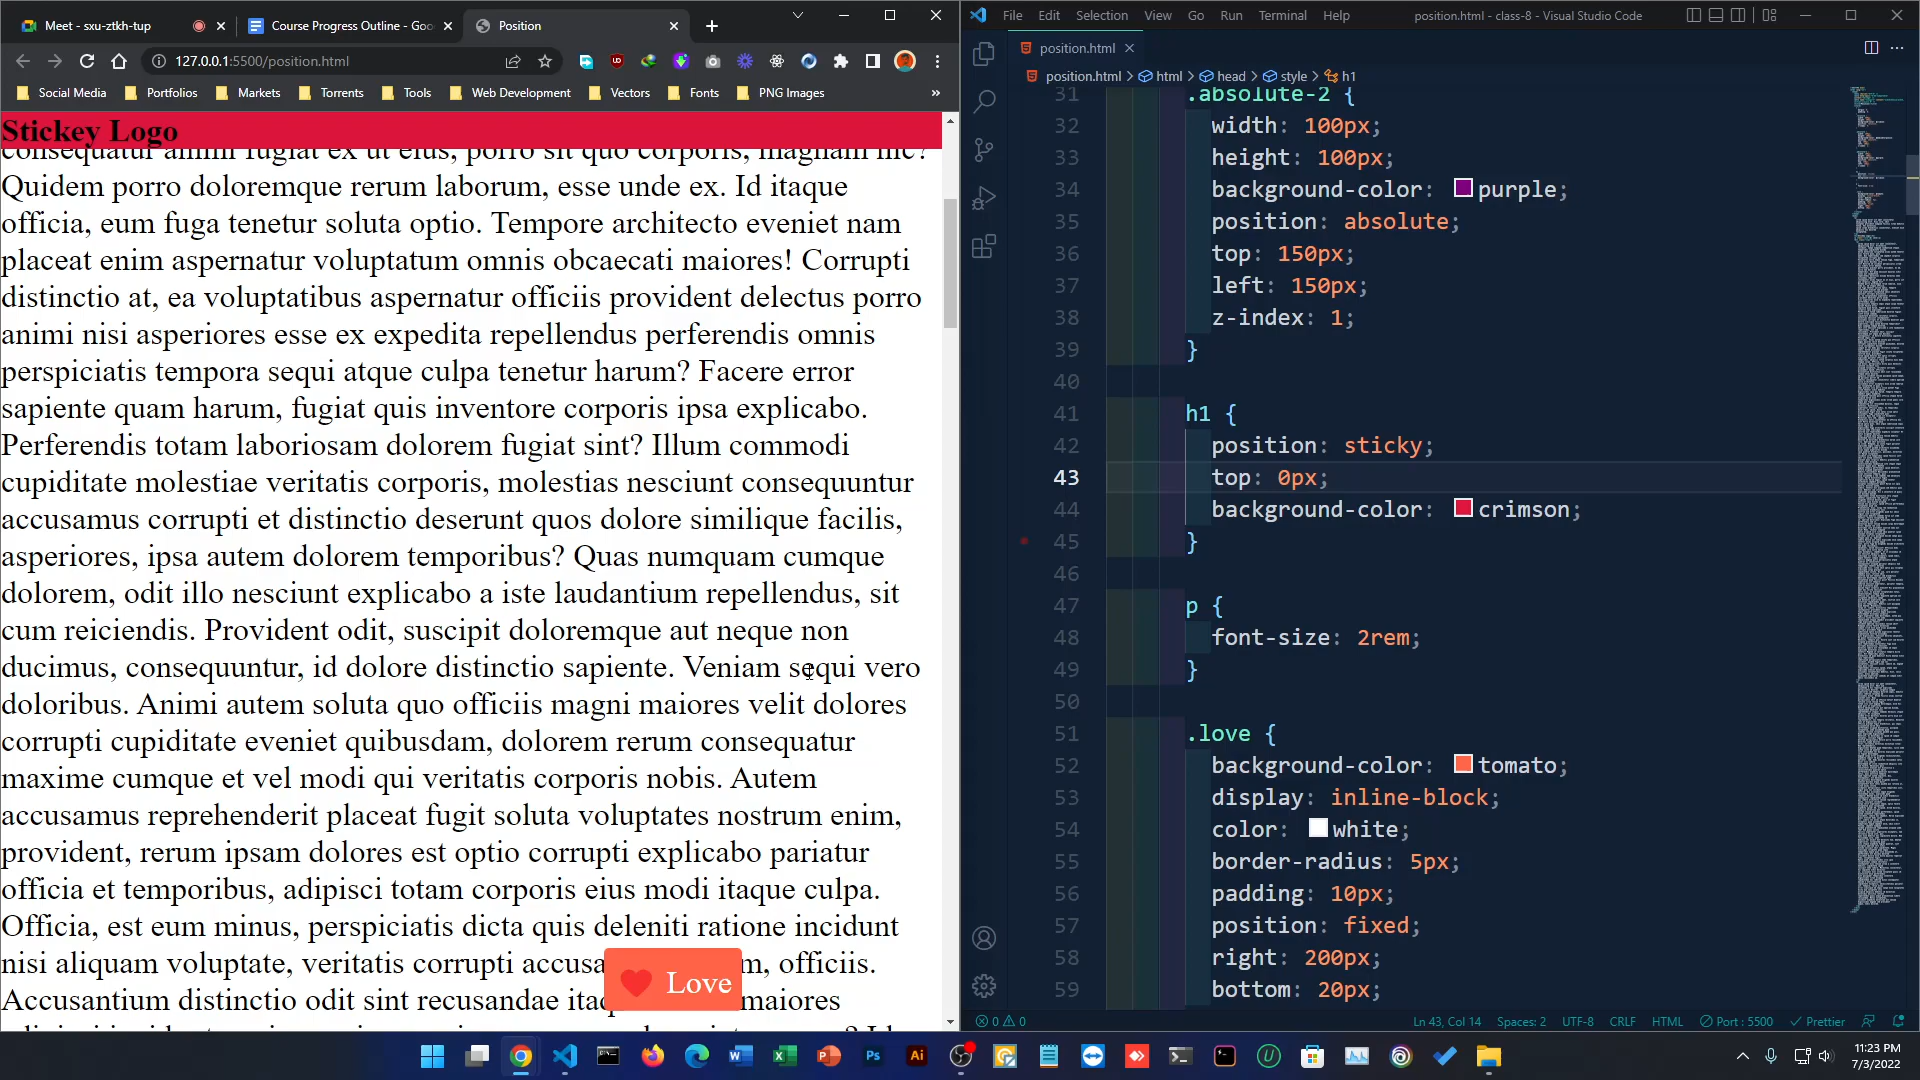 Meet - sxu-ztkh-tup
Course Progress Outline - Goo
Position
127.0.0.1:5500/position.html
Social Media
Portfolios
Markets
Torrents
Tools
Web Development
Vectors
Fonts
PNG Images
»
Stickey Logo
consequatur animi fugiat ex ut eius, porro sit quo corporis, magnam hic?
Quidem porro doloremque rerum laborum, esse unde ex. Id itaque
officia, eum fuga tenetur soluta optio. Tempore architecto eveniet nam
placeat enim aspernatur voluptatum omnis obcaecati maiores! Corrupti
distinctio at, ea voluptatibus aspernatur officiis provident delectus porro
animi nisi asperiores esse ex expedita repellendus perferendis omnis
perspiciatis tempora sequi atque culpa tenetur harum? Facere error
sapiente quam harum, fugiat quis inventore corporis ipsa explicabo.
Perferendis totam laboriosam dolorem fugiat sint? Illum commodi
cupiditate molestiae veritatis corporis, molestias nesciunt consequuntur
accusamus corrupti et distinctio deserunt quos dolore similique facilis,
asperiores, ipsa autem dolorem temporibus? Quas numquam cumque
dolorem, odit illo nesciunt explicabo a iste laudantium repellendus, sit
cum reiciendis. Provident odit, suscipit doloremque aut neque non
ducimus, consequuntur, id dolore distinctio sapiente. Veniam sequi vero
doloribus. Animi autem soluta quo officiis magni maiores velit dolores
corrupti cupiditate eveniet quibusdam, dolorem rerum consequatur
maxime cumque et vel modi qui veritatis corporis nobis. Autem
accusamus reprehenderit placeat fugit soluta voluptates nostrum enim,
provident, rerum ipsam dolores est optio corrupti explicabo pariatur
officia et temporibus, adipisci totam corporis eius modi itaque culpa.
Officia, est eum minus, perspiciatis dicta quis deleniti ratione incidunt
nisi aliquam voluptate, veritatis corrupti accusa m, officiis.
Love
Accusantium distinctio odit sint recusandae itaq maiores
File Edit Selection View Go Run Terminal Help
position.html - class-8 - Visual Studio Code
position.html
position.html > html > head > style > h1
31 .absolute-2 {
32 width: 100px;
33 height: 100px;
34 background-color: purple;
35 position: absolute;
36 top: 150px;
37 left: 150px;
38 z-index: 1;
39 }
40
41 h1 {
42 position: sticky;
43 top: 0px;
44 background-color: crimson;
45 }
46
47 p {
48 font-size: 2rem;
49 }
50
51 .love {
52 background-color: tomato;
53 display: inline-block;
54 color: white;
55 border-radius: 5px;
56 padding: 10px;
57 position: fixed;
58 right: 200px;
59 bottom: 20px;
0 0
Ln 43, Col 14 Spaces: 2 UTF-8 CRLF HTML Port : 5500 Prettier
11:23 PM
7/3/2022